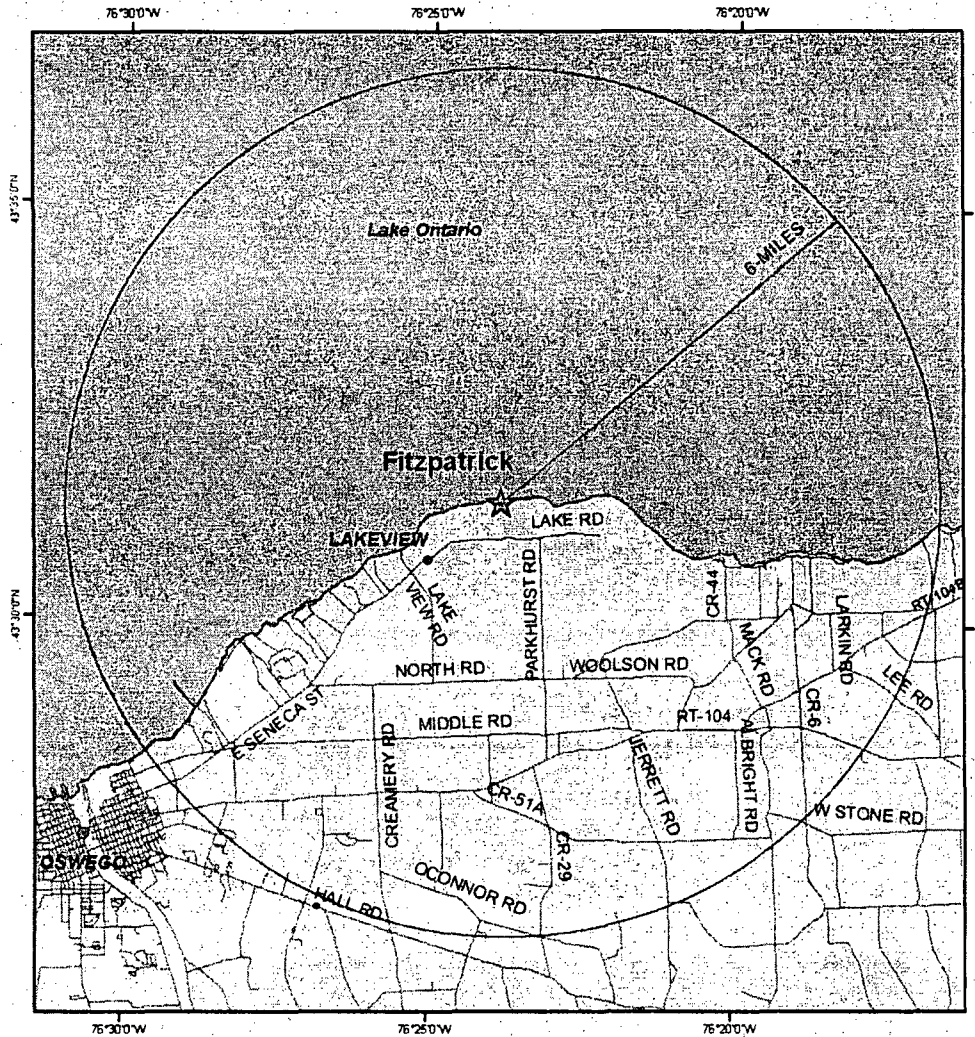 76°30'0"W 76°25'0"W 76°20'0"W
Lake Ontario
6-MILES
Fitzpatrick
LAKE RD
LAKEVIEW
LAKE
VIEW RD
PARKHURST RD
CR-44
RT-104B
43°30'0"N
NORTH RD
WOOLSON RD
MACK RD
LARKIN RD
LEE RD
E SENECA ST
MIDDLE RD
RT-104
CR-6
CREAMERY RD
JERRETT RD
ALBRIGHT RD
CR-51A
W STONE RD
OSWEGO
CR-29
OCONNOR RD
HALL RD
76°30'0"W 76°25'0"W 76°20'0"W